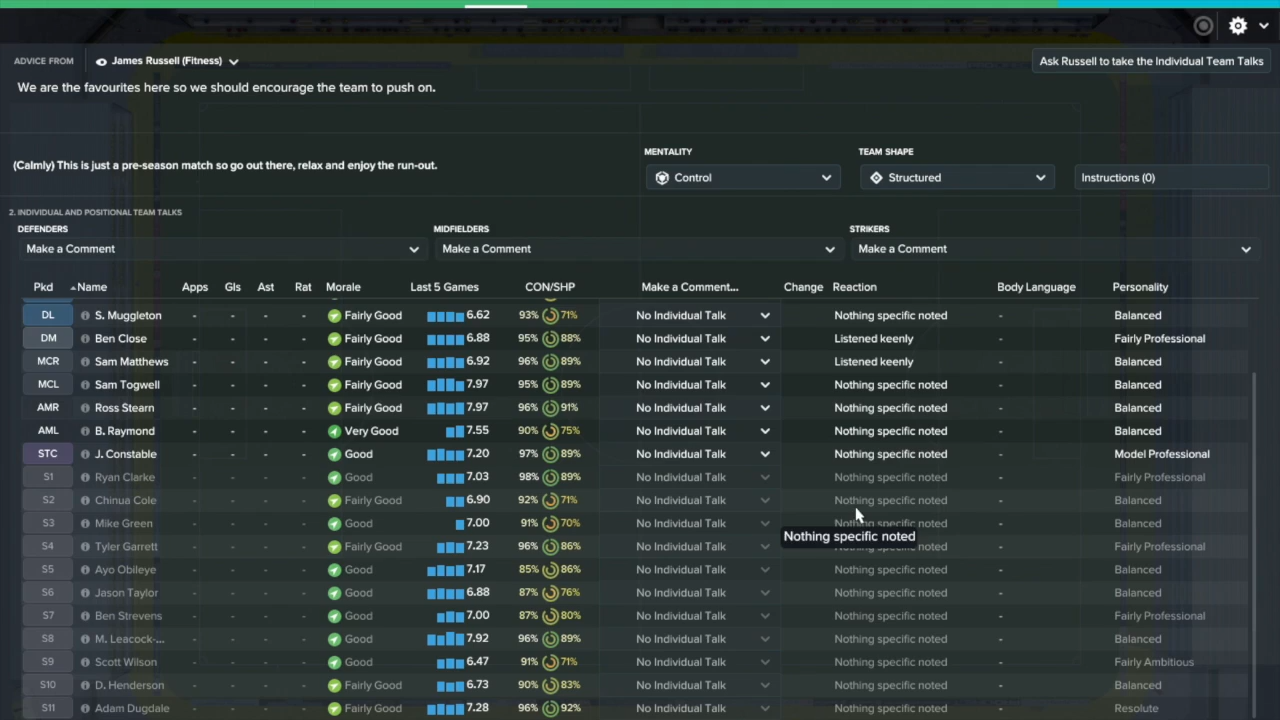 ADVICE FROM James Russell (Fitness) Ask Russell to take the Individual Team Talks
We are the favourites here so we should encourage the team to push on.
MENTALITY TEAM SHAPE
(Calmly) This is just a pre-season match so go out there, relax and enjoy the run-out.
Control Structured Instructions (0)
2. INDIVIDUAL AND POSITIONAL TEAM TALKS
DEFENDERS MIDFIELDERS STRIKERS
Make a Comment Make a Comment Make a Comment
Pkd Name Apps Gls Ast Rat Morale Last 5 Games CON/SHP Make a Comment... Change Reaction Body Language Personality
DL S. Muggleton - - - - Fairly Good 6.62 93% 71% No Individual Talk Nothing specific noted - Balanced
DM Ben Close - - - - Fairly Good 6.88 95% 88% No Individual Talk Listened keenly - Fairly Professional
MCR Sam Matthews - - - - Fairly Good 6.92 96% 89% No Individual Talk Listened keenly - Balanced
MCL Sam Togwell - - - - Fairly Good 7.97 95% 89% No Individual Talk Nothing specific noted - Balanced
AMR Ross Stearn - - - - Fairly Good 7.97 96% 91% No Individual Talk Nothing specific noted - Balanced
AML B. Raymond - - - - Very Good 7.55 90% 75% No Individual Talk Nothing specific noted - Balanced
STC J. Constable - - - - Good 7.20 97% 89% No Individual Talk Nothing specific noted - Model Professional
S1 Ryan Clarke - - - - Good 7.03 98% 89% No Individual Talk Nothing specific noted - Fairly Professional
S2 Chinua Cole - - - - Fairly Good 6.90 92% 71% No Individual Talk Nothing specific noted - Balanced
S3 Mike Green - - - - Good 7.00 91% 70% No Individual Talk Nothing specific noted - Balanced
Nothing specific noted
S4 Tyler Garrett - - - - Fairly Good 7.23 96% 86% No Individual Talk Nothing specific noted - Fairly Professional
S5 Ayo Obileye - - - - Good 7.17 85% 86% No Individual Talk Nothing specific noted - Balanced
S6 Jason Taylor - - - - Good 6.88 87% 76% No Individual Talk Nothing specific noted - Balanced
S7 Ben Strevens - - - - Good 7.00 87% 80% No Individual Talk Nothing specific noted - Fairly Professional
S8 M. Leacock-... - - - - Good 7.92 96% 89% No Individual Talk Nothing specific noted - Balanced
S9 Scott Wilson - - - - Good 6.47 91% 71% No Individual Talk Nothing specific noted - Fairly Ambitious
S10 D. Henderson - - - - Fairly Good 6.73 90% 83% No Individual Talk Nothing specific noted - Balanced
S11 Adam Dugdale - - - - Fairly Good 7.28 96% 92% No Individual Talk Nothing specific noted - Resolute